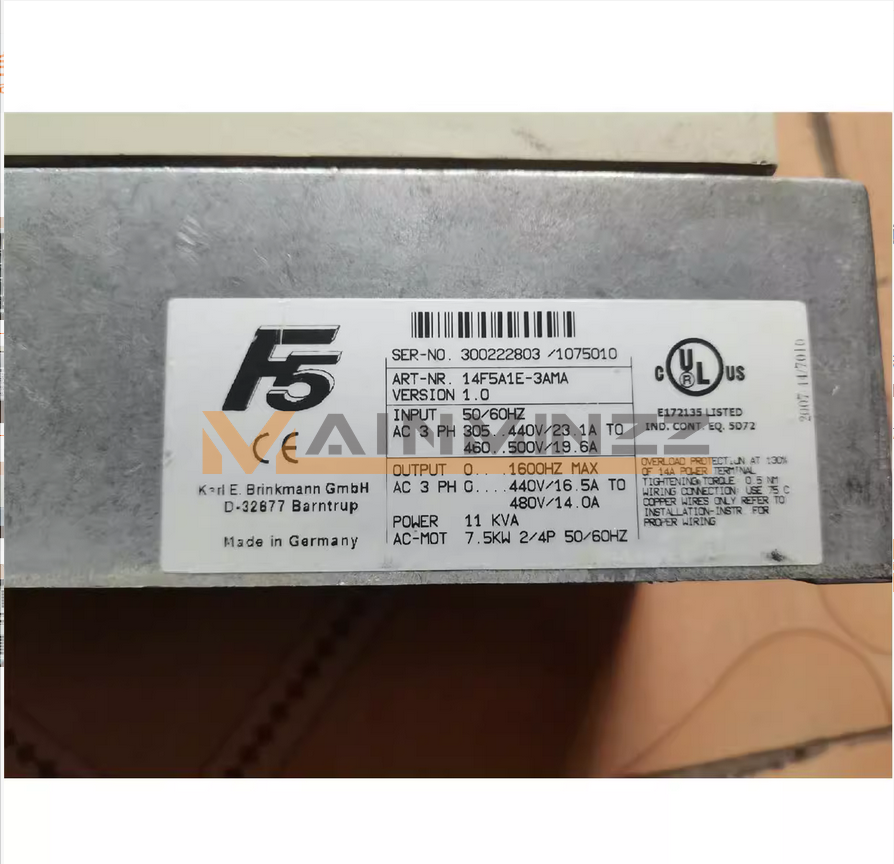 F5
CE
Karl E. Brinkmann GmbH
D-32677 Barntrup
Made in Germany
SER-NO. 300222803 /1075010
ART-NR. 14F5A1E-3AMA
VERSION 1.0
INPUT 50/60HZ
AC 3 PH 305..440V/23.1A TO
460..500V/19.6A
OUTPUT 0....1600HZ MAX
AC 3 PH 0....440V/16.5A TO
480V/14.0A
POWER 11 KVA
AC-MOT 7.5KW 2/4P 50/60HZ
C UL US
®
E172135 LISTED
IND. CONT. EQ. 5D72
OVERLOAD PROTECTION AT 130%
OF 14A POWER TERMINAL
TIGHTENING TORQUE 0.5 NM
WIRING CONNECTION: USE 75 C
COPPER WIRES ONLY REFER TO
INSTALLATION-INSTR. FOR
PROPER WIRING
2007 14/7010
MAINMINZZ